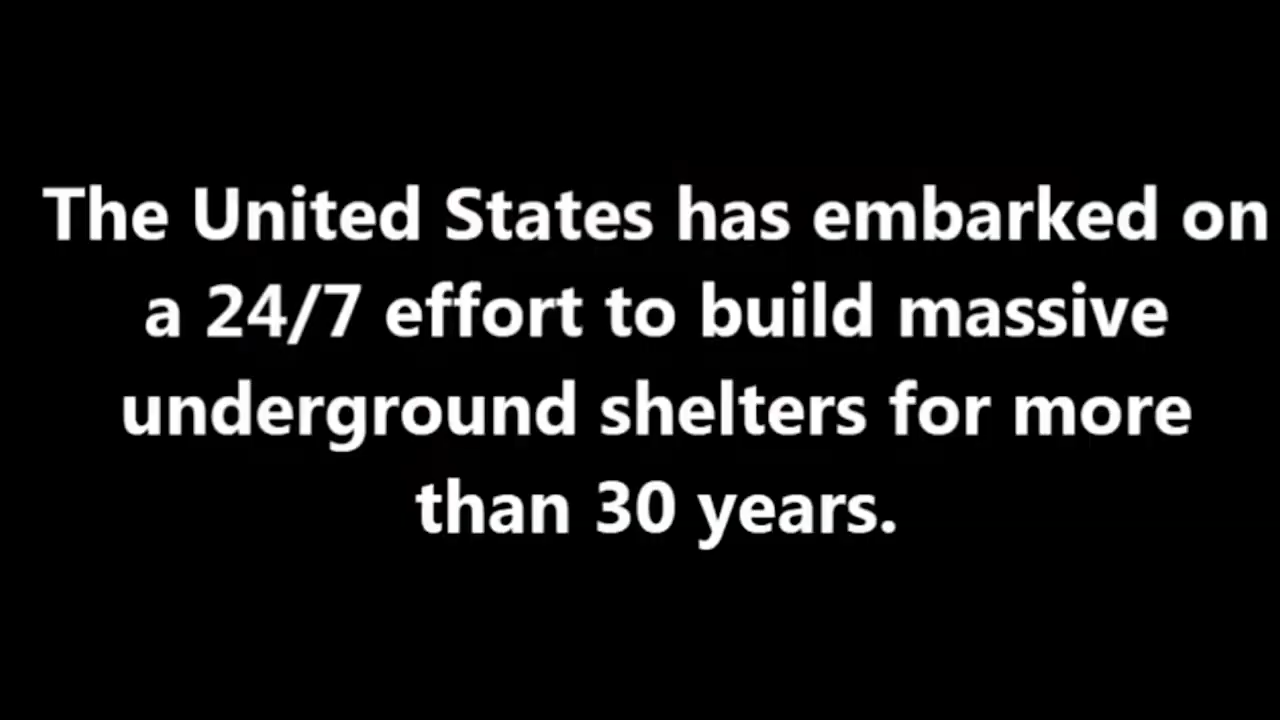 The United States has embarked on
a 24/7 effort to build massive
underground shelters for more
than 30 years.